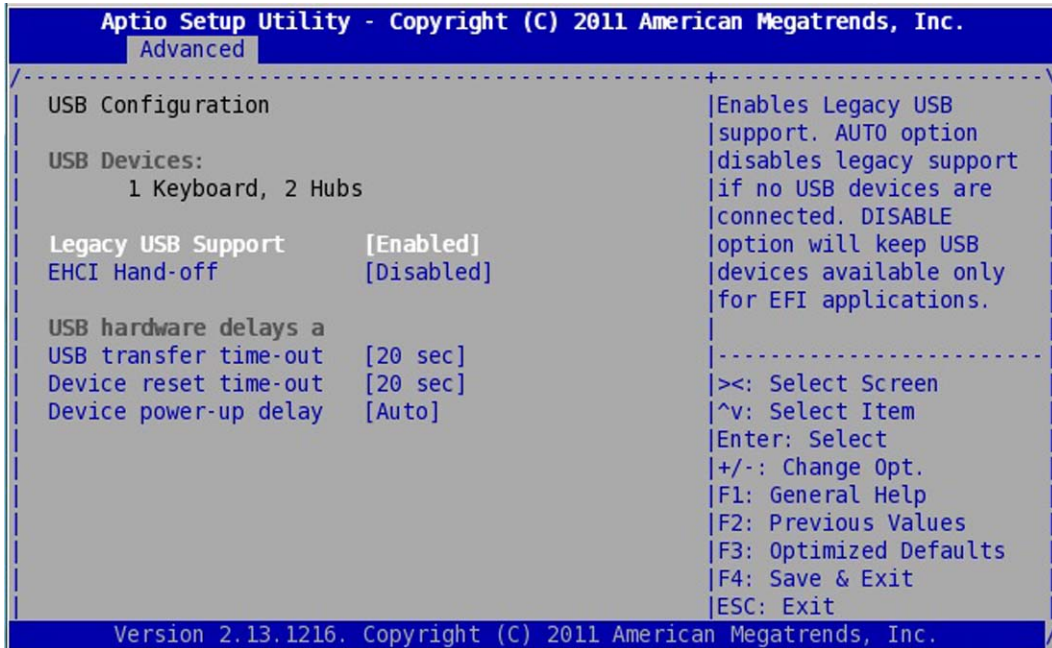 Aptio Setup Utility - Copyright (C) 2011 American Megatrends, Inc.
Advanced
USB Configuration
USB Devices:
1 Keyboard, 2 Hubs
Legacy USB Support [Enabled]
EHCI Hand-off [Disabled]
USB hardware delays a
USB transfer time-out [20 sec]
Device reset time-out [20 sec]
Device power-up delay [Auto]
Enables Legacy USB
support. AUTO option
disables legacy support
if no USB devices are
connected. DISABLE
option will keep USB
devices available only
for EFI applications.
><: Select Screen
^v: Select Item
Enter: Select
+/-: Change Opt.
F1: General Help
F2: Previous Values
F3: Optimized Defaults
F4: Save & Exit
ESC: Exit
Version 2.13.1216. Copyright (C) 2011 American Megatrends, Inc.